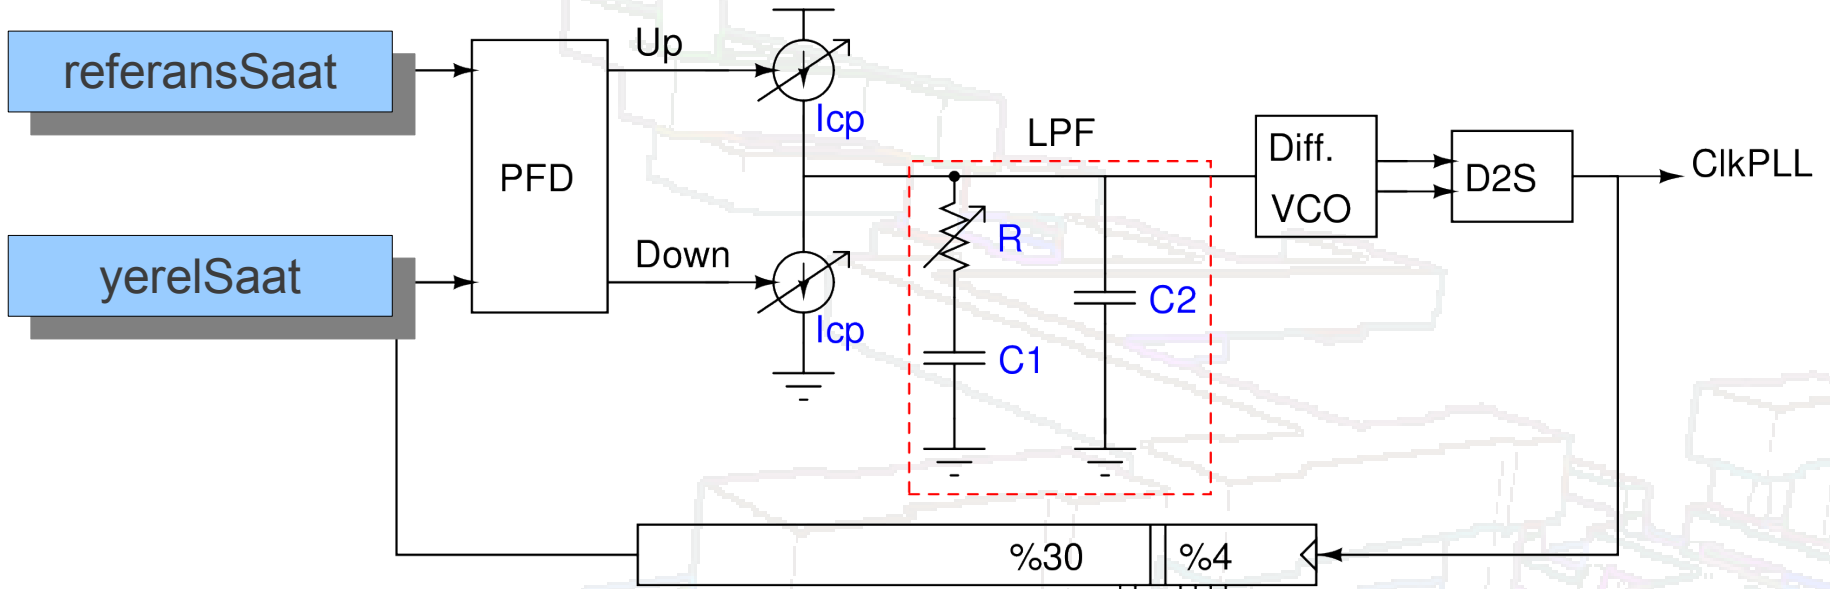 referansSaat
yerelSaat
PFD
Up
Down
Icp
Icp
LPF
R
C1
C2
Diff.
VCO
D2S
ClkPLL
%30
%4